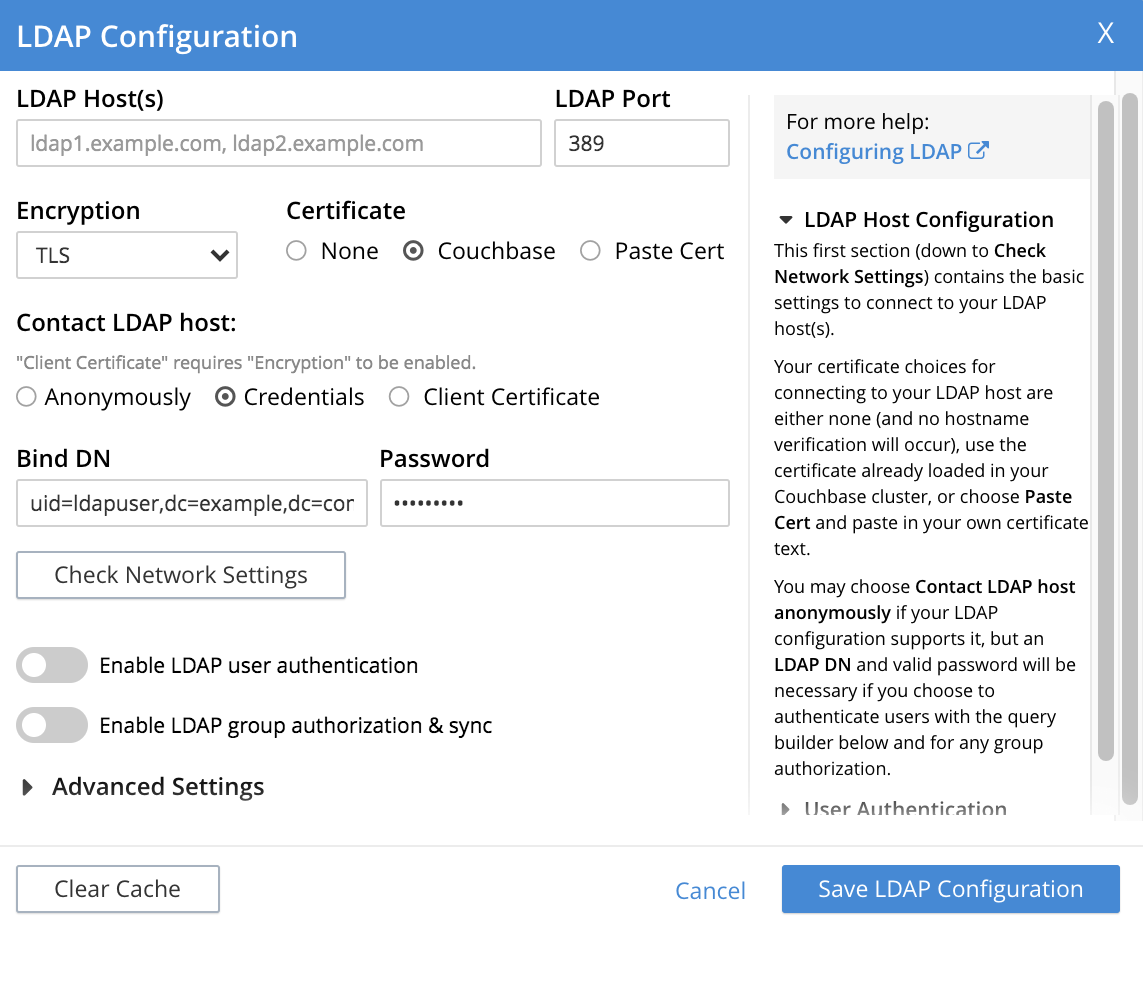 LDAP Configuration
X
LDAP Host(s)
LDAP Port
ldap1.example.com, ldap2.example.com
389
Encryption
Certificate
TLS
None
Couchbase
Paste Cert
Contact LDAP host:
"Client Certificate" requires "Encryption" to be enabled.
Anonymously
Credentials
Client Certificate
Bind DN
Password
uid=ldapuser,dc=example,dc=cor
•••••••••
Check Network Settings
Enable LDAP user authentication
Enable LDAP group authorization & sync
Advanced Settings
For more help:
Configuring LDAP
LDAP Host Configuration
This first section (down to Check
Network Settings) contains the basic
settings to connect to your LDAP
host(s).
Your certificate choices for
connecting to your LDAP host are
either none (and no hostname
verification will occur), use the
certificate already loaded in your
Couchbase cluster, or choose Paste
Cert and paste in your own certificate
text.
You may choose Contact LDAP host
anonymously if your LDAP
configuration supports it, but an
LDAP DN and valid password will be
necessary if you choose to
authenticate users with the query
builder below and for any group
authorization.
User Authentication
Clear Cache
Cancel
Save LDAP Configuration